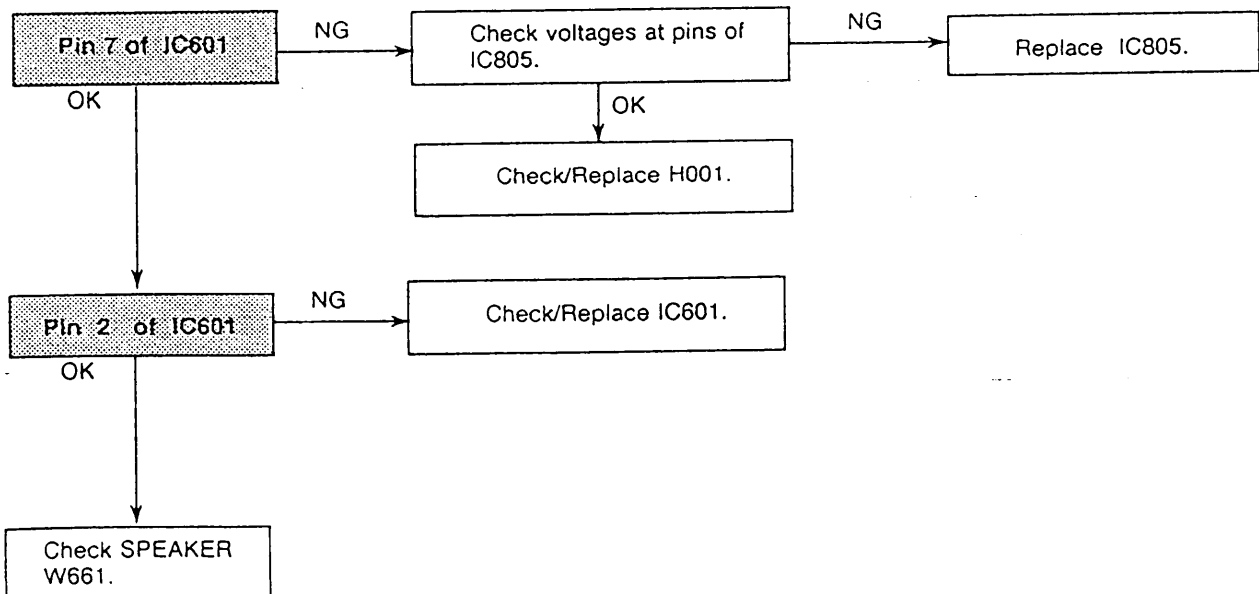 Pin 7 of IC601
NG
Check voltages at pins of
IC805.
NG
Replace IC805.
OK
OK
Check/Replace H001.
Pin 2 of IC601
NG
Check/Replace IC601.
OK
Check SPEAKER
W661.